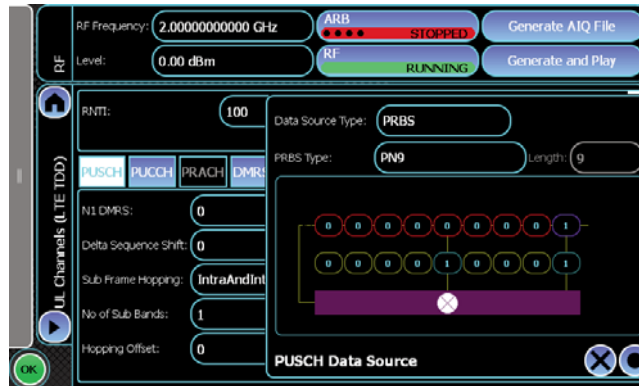 RF
RF Frequency: 2.00000000000 GHz
Level: 0.00 dBm
ARB
STOPPED
RF
RUNNING
Generate AIQ File
Generate and Play
UL Channels (LTE TDD)
RNTI: 100
PUSCH PUCCH PRACH DMRS
N1 DMRS: 0
Delta Sequence Shift: 0
Sub Frame Hopping: IntraAndInt
No of Sub Bands: 1
Hopping Offset: 0
Data Source Type: PRBS
PRBS Type: PN9 Length: 9
0 0 0 0 0 0 0 0 1
0 0 0 0 1 0 0 0 1
PUSCH Data Source
OK